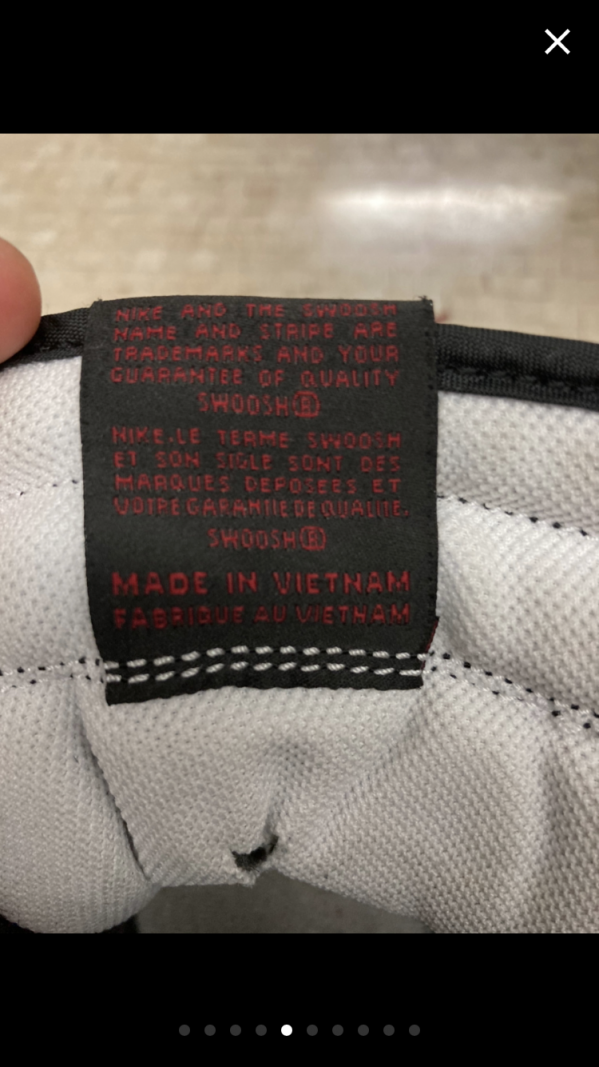 NIKE AND THE SWOOSH
NAME AND STRIPE ARE
TRADEMARKS AND YOUR
GUARANTEE OF QUALITY
SWOOSH®
NIKE.LE TERME SWOOSH
ET SON SIGLE SONT DES
MARQUES DEPOSEES ET
VOTRE GARANTIE DE QUALITE.
SWOOSH®
MADE IN VIETNAM
FABRIQUE AU VIETNAM